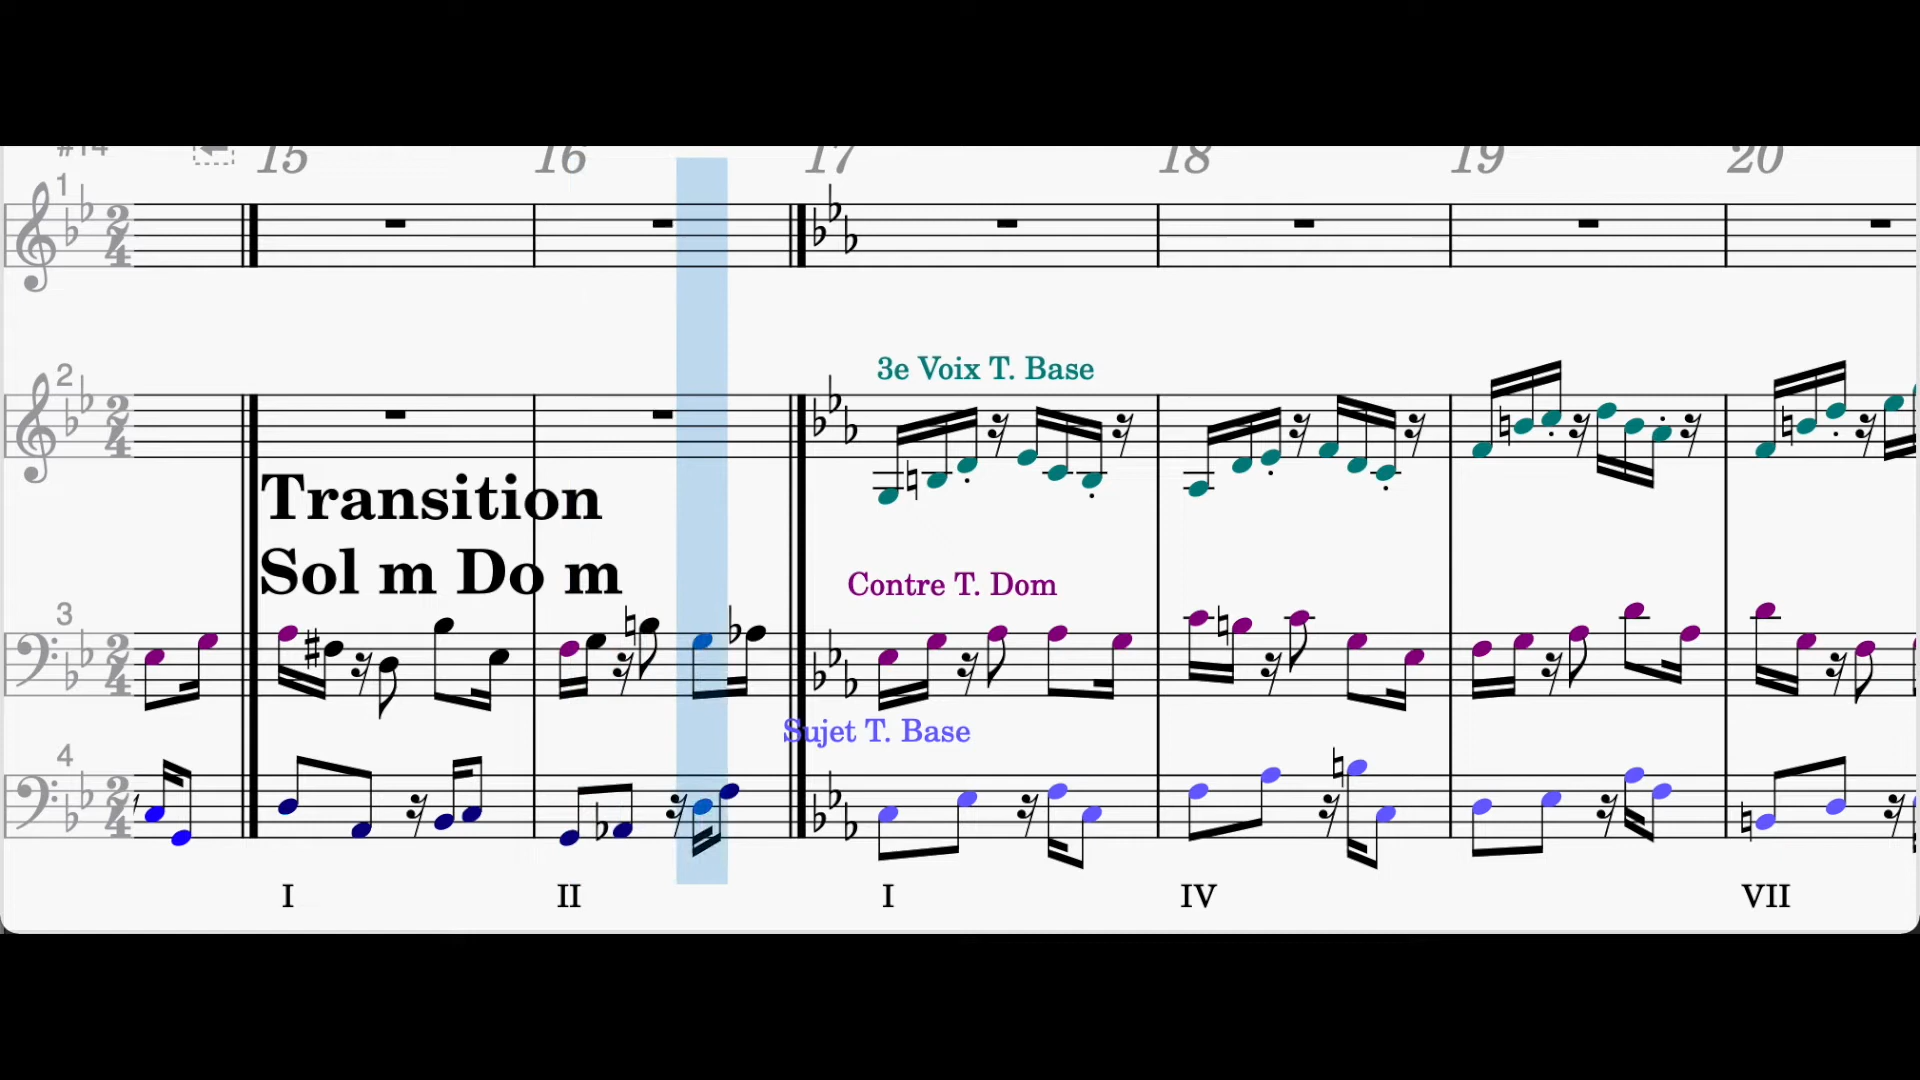 #14 15 16 17 18 19 20
1
2
3e Voix T. Base
Transition
Sol m Do m
Contre T. Dom
3
Sujet T. Base
4
I II I IV VII